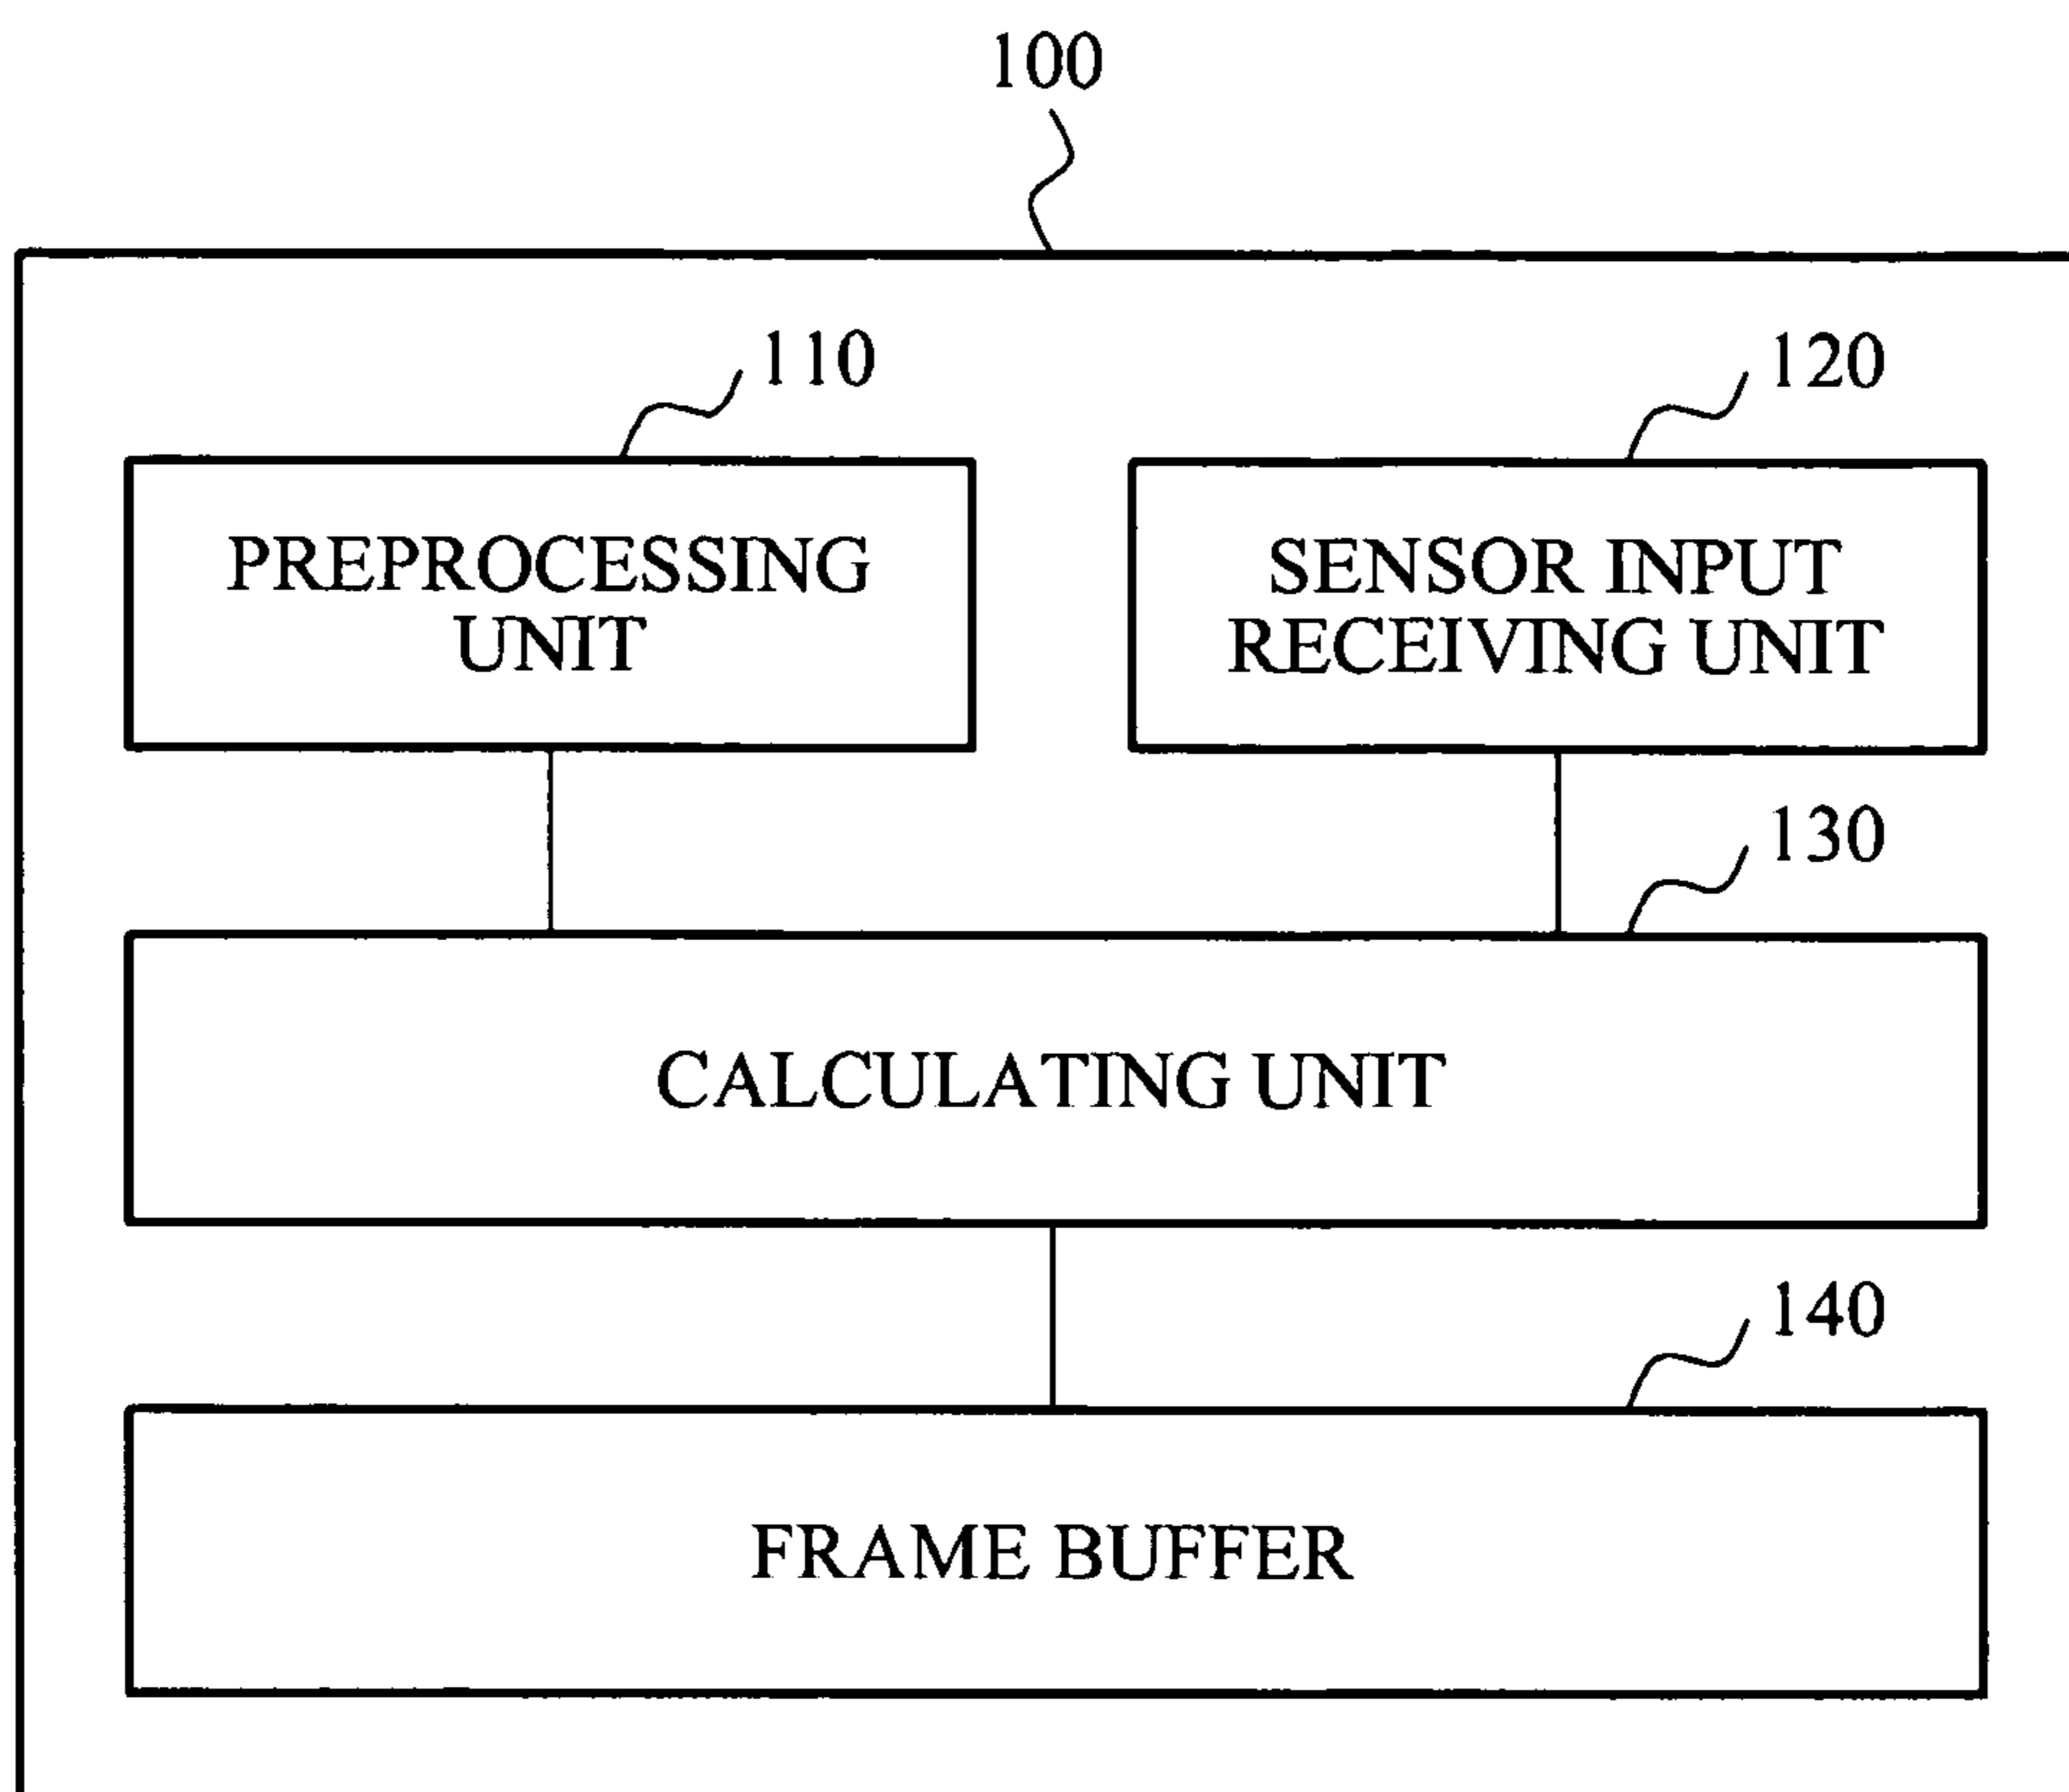 100
110
120
PREPROCESSING
UNIT
SENSOR INPUT
RECEIVING UNIT
130
CALCULATING UNIT
140
FRAME BUFFER